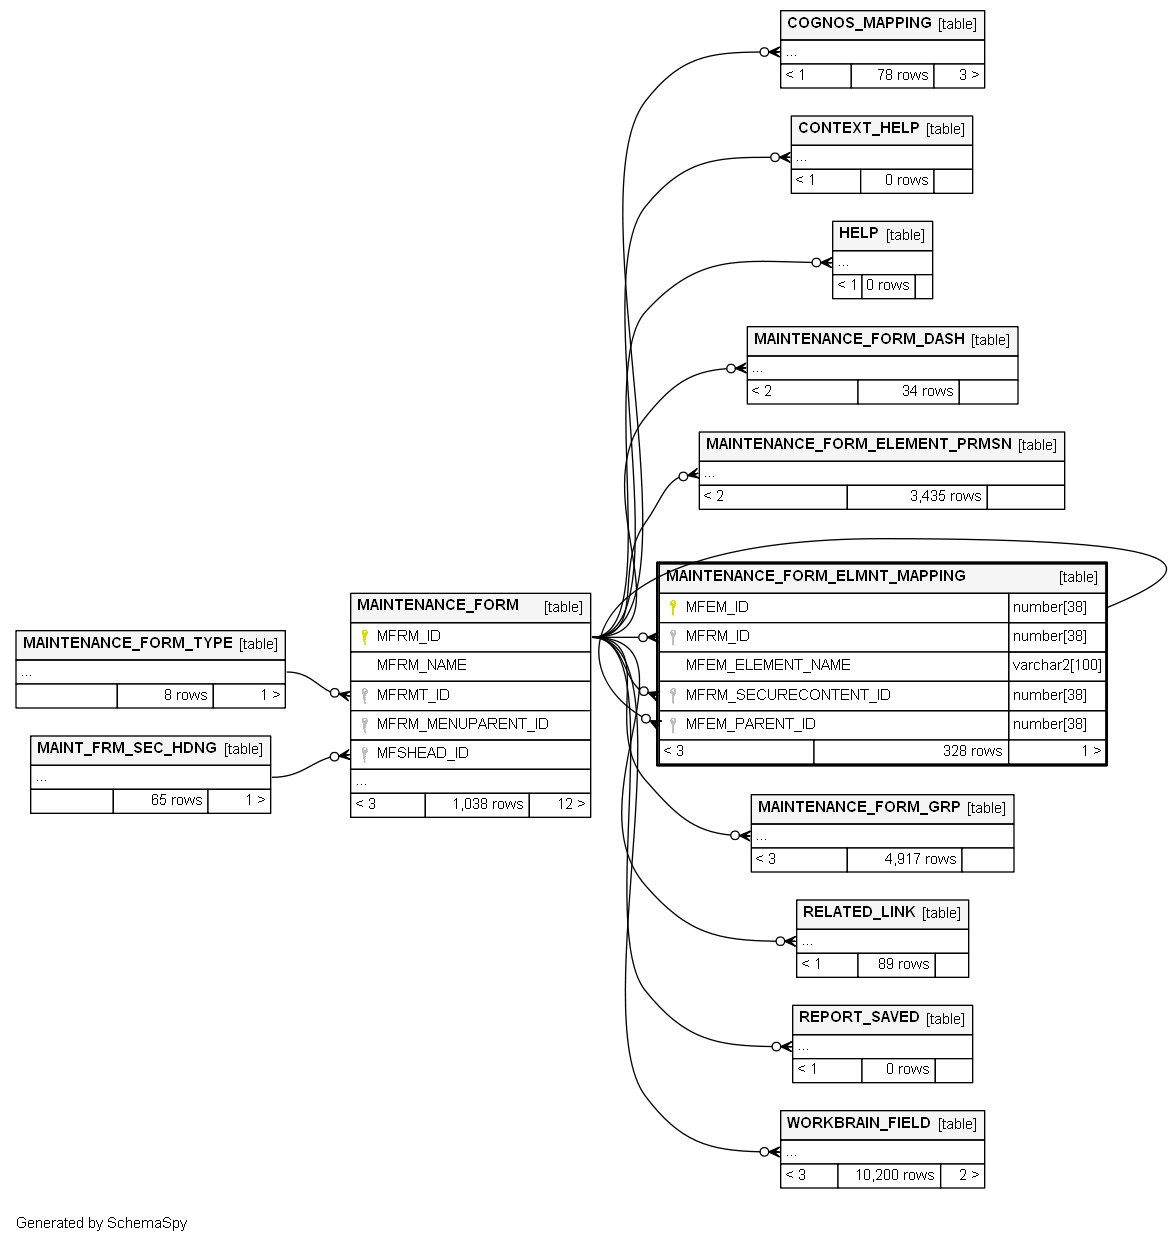 COGNOS_MAPPING [table]
...
< 1 78 rows 3 >
CONTEXT_HELP [table]
...
< 1 0 rows
HELP [table]
...
< 1 0 rows
MAINTENANCE_FORM_DASH [table]
...
< 2 34 rows
MAINTENANCE_FORM_ELEMENT_PRMSN [table]
...
< 2 3,435 rows
MAINTENANCE_FORM_ELMNT_MAPPING [table]
MFEM_ID number[38]
MFRM_ID number[38]
MFEM_ELEMENT_NAME varchar2[100]
MFRM_SECURECONTENT_ID number[38]
MFEM_PARENT_ID number[38]
< 3 328 rows 1 >
MAINTENANCE_FORM [table]
MFRM_ID
MFRM_NAME
MFRMT_ID
MFRM_MENUPARENT_ID
MFSHEAD_ID
...
< 3 1,038 rows 12 >
MAINTENANCE_FORM_TYPE [table]
...
8 rows 1 >
MAINT_FRM_SEC_HDNG [table]
...
65 rows 1 >
MAINTENANCE_FORM_GRP [table]
...
< 3 4,917 rows
RELATED_LINK [table]
...
< 1 89 rows
REPORT_SAVED [table]
...
< 1 0 rows
WORKBRAIN_FIELD [table]
...
< 3 10,200 rows 2 >
Generated by SchemaSpy